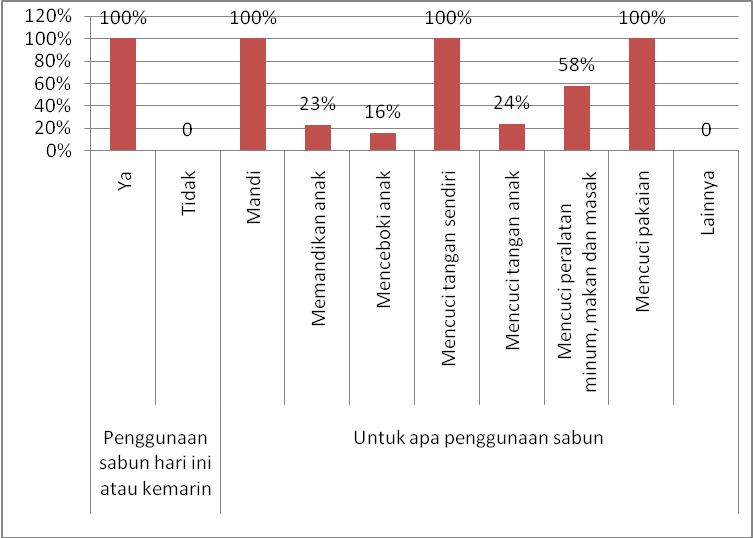 120%
100%
80%
60%
40%
20%
0%
100%
0
100%
23%
16%
100%
24%
58%
100%
0
Ya
Tidak
Mandi
Memandikan anak
Menceboki anak
Mencuci tangan sendiri
Mencuci tangan anak
Mencuci peralatan
minum, makan dan masak
Mencuci pakaian
Lainnya
Penggunaan
sabun hari ini
atau kemarin
Untuk apa penggunaan sabun